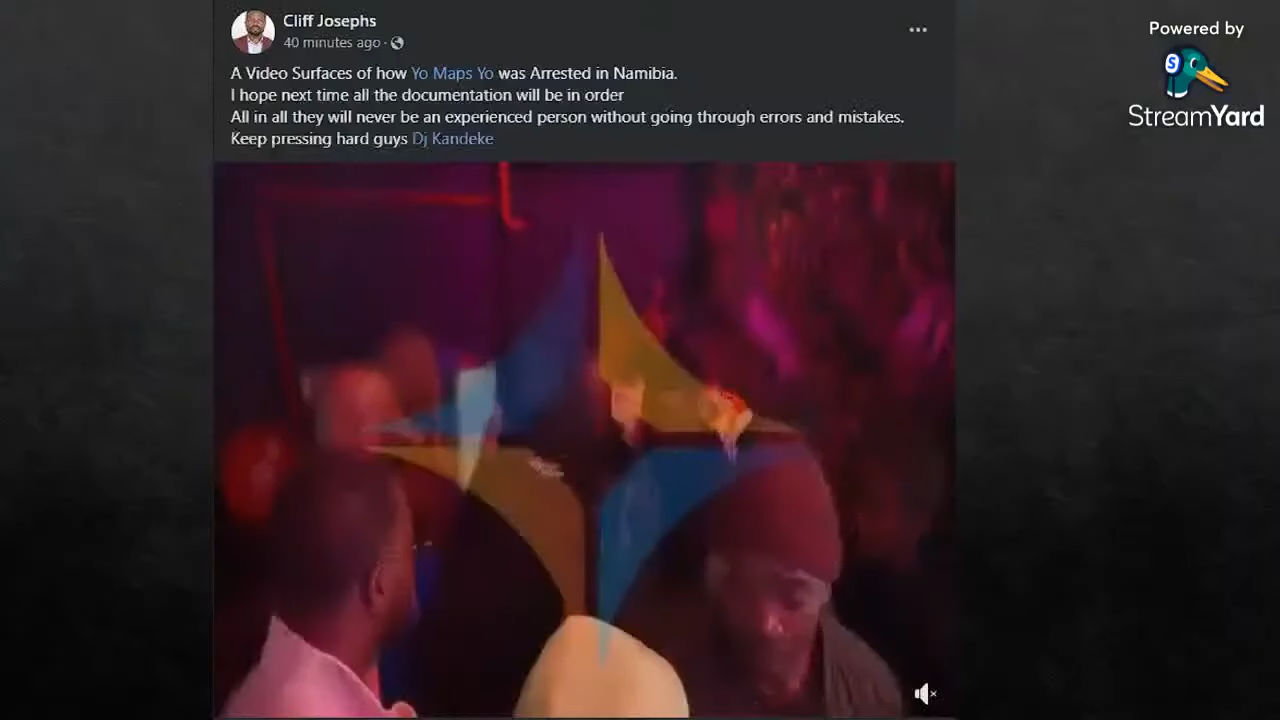 Cliff Josephs
40 minutes ago ·
A Video Surfaces of how Yo Maps Yo was Arrested in Namibia.
I hope next time all the documentation will be in order
All in all they will never be an experienced person without going through errors and mistakes.
Keep pressing hard guys Dj Kandeke
Powered by
S
StreamYard